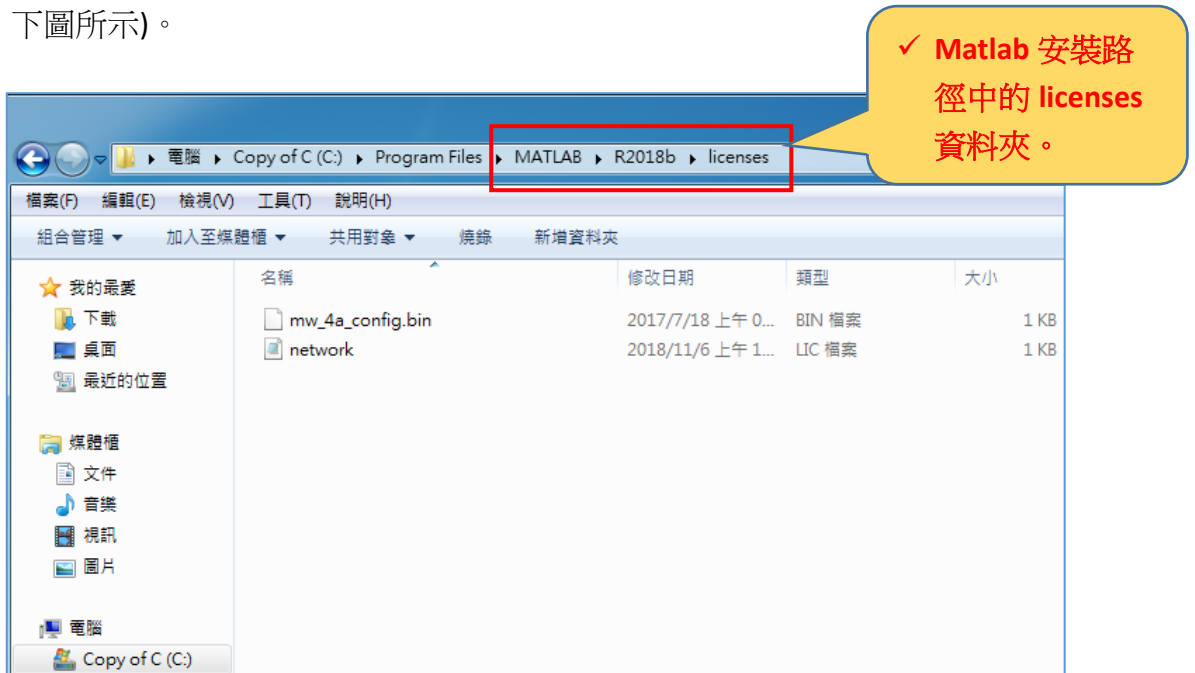 下圖所示)。
✓ Matlab 安裝路
徑中的 licenses
資料夾。
電腦 Copy of C (C:) Program Files MATLAB R2018b licenses
檔案(F) 編輯(E) 檢視(V) 工具(T) 說明(H)
組合管理 加入至媒體櫃 共用對象 燒錄 新增資料夾
名稱 修改日期 類型 大小
mw_4a_config.bin 2017/7/18 上午 0... BIN 檔案 1 KB
network 2018/11/6 上午 1... LIC 檔案 1 KB
我的最愛
下載
桌面
最近的位置
媒體櫃
文件
音樂
視訊
圖片
電腦
Copy of C (C:)